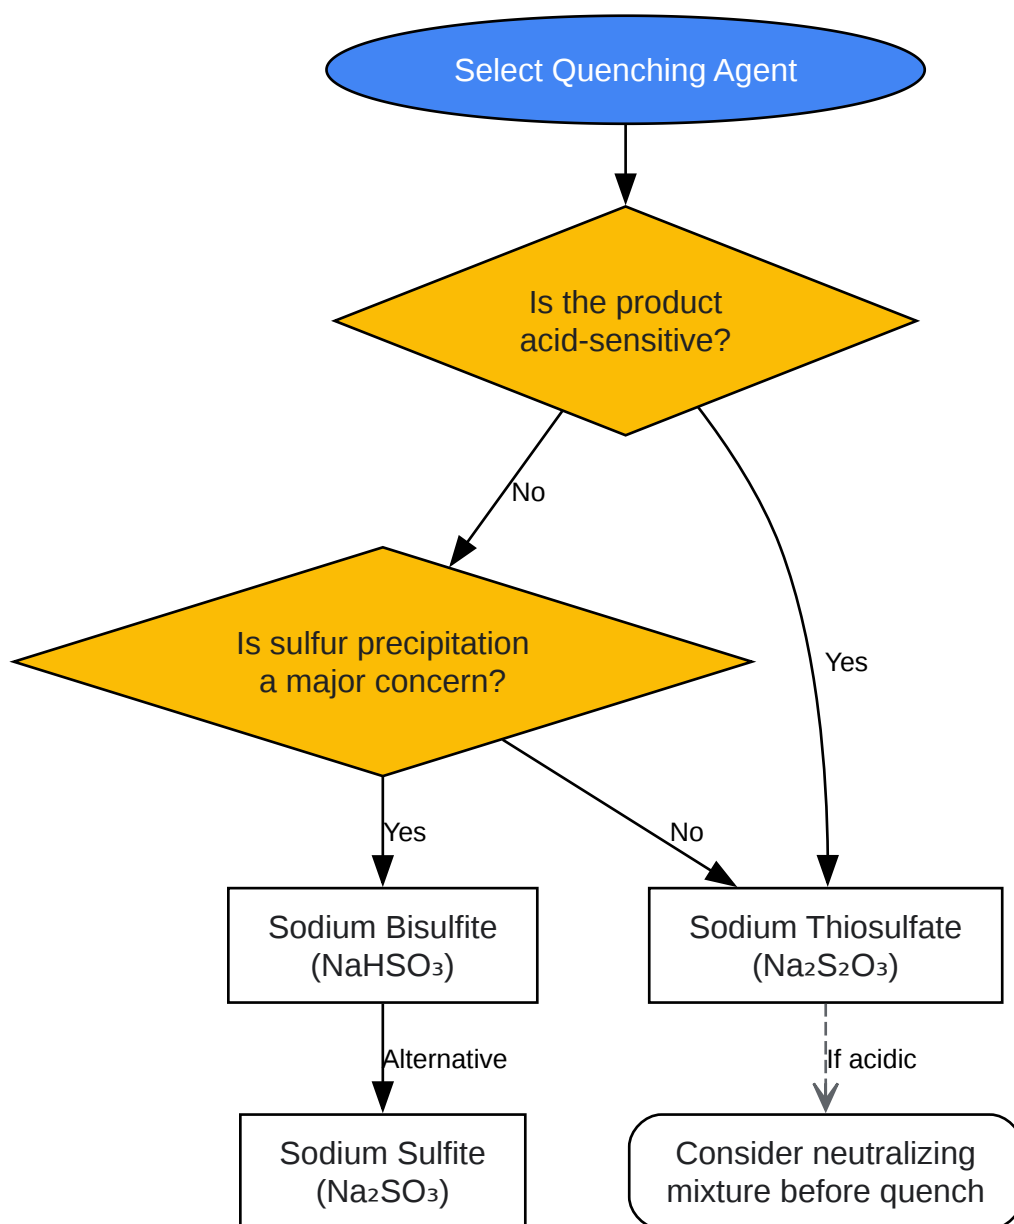 Select Quenching Agent
Is the product
acid-sensitive?
No
Is sulfur precipitation
a major concern?
Yes
Yes
No
Sodium Bisulfite
(NaHSO₃)
Sodium Thiosulfate
(Na₂S₂O₃)
Alternative
If acidic
Sodium Sulfite
(Na₂SO₃)
Consider neutralizing
mixture before quench